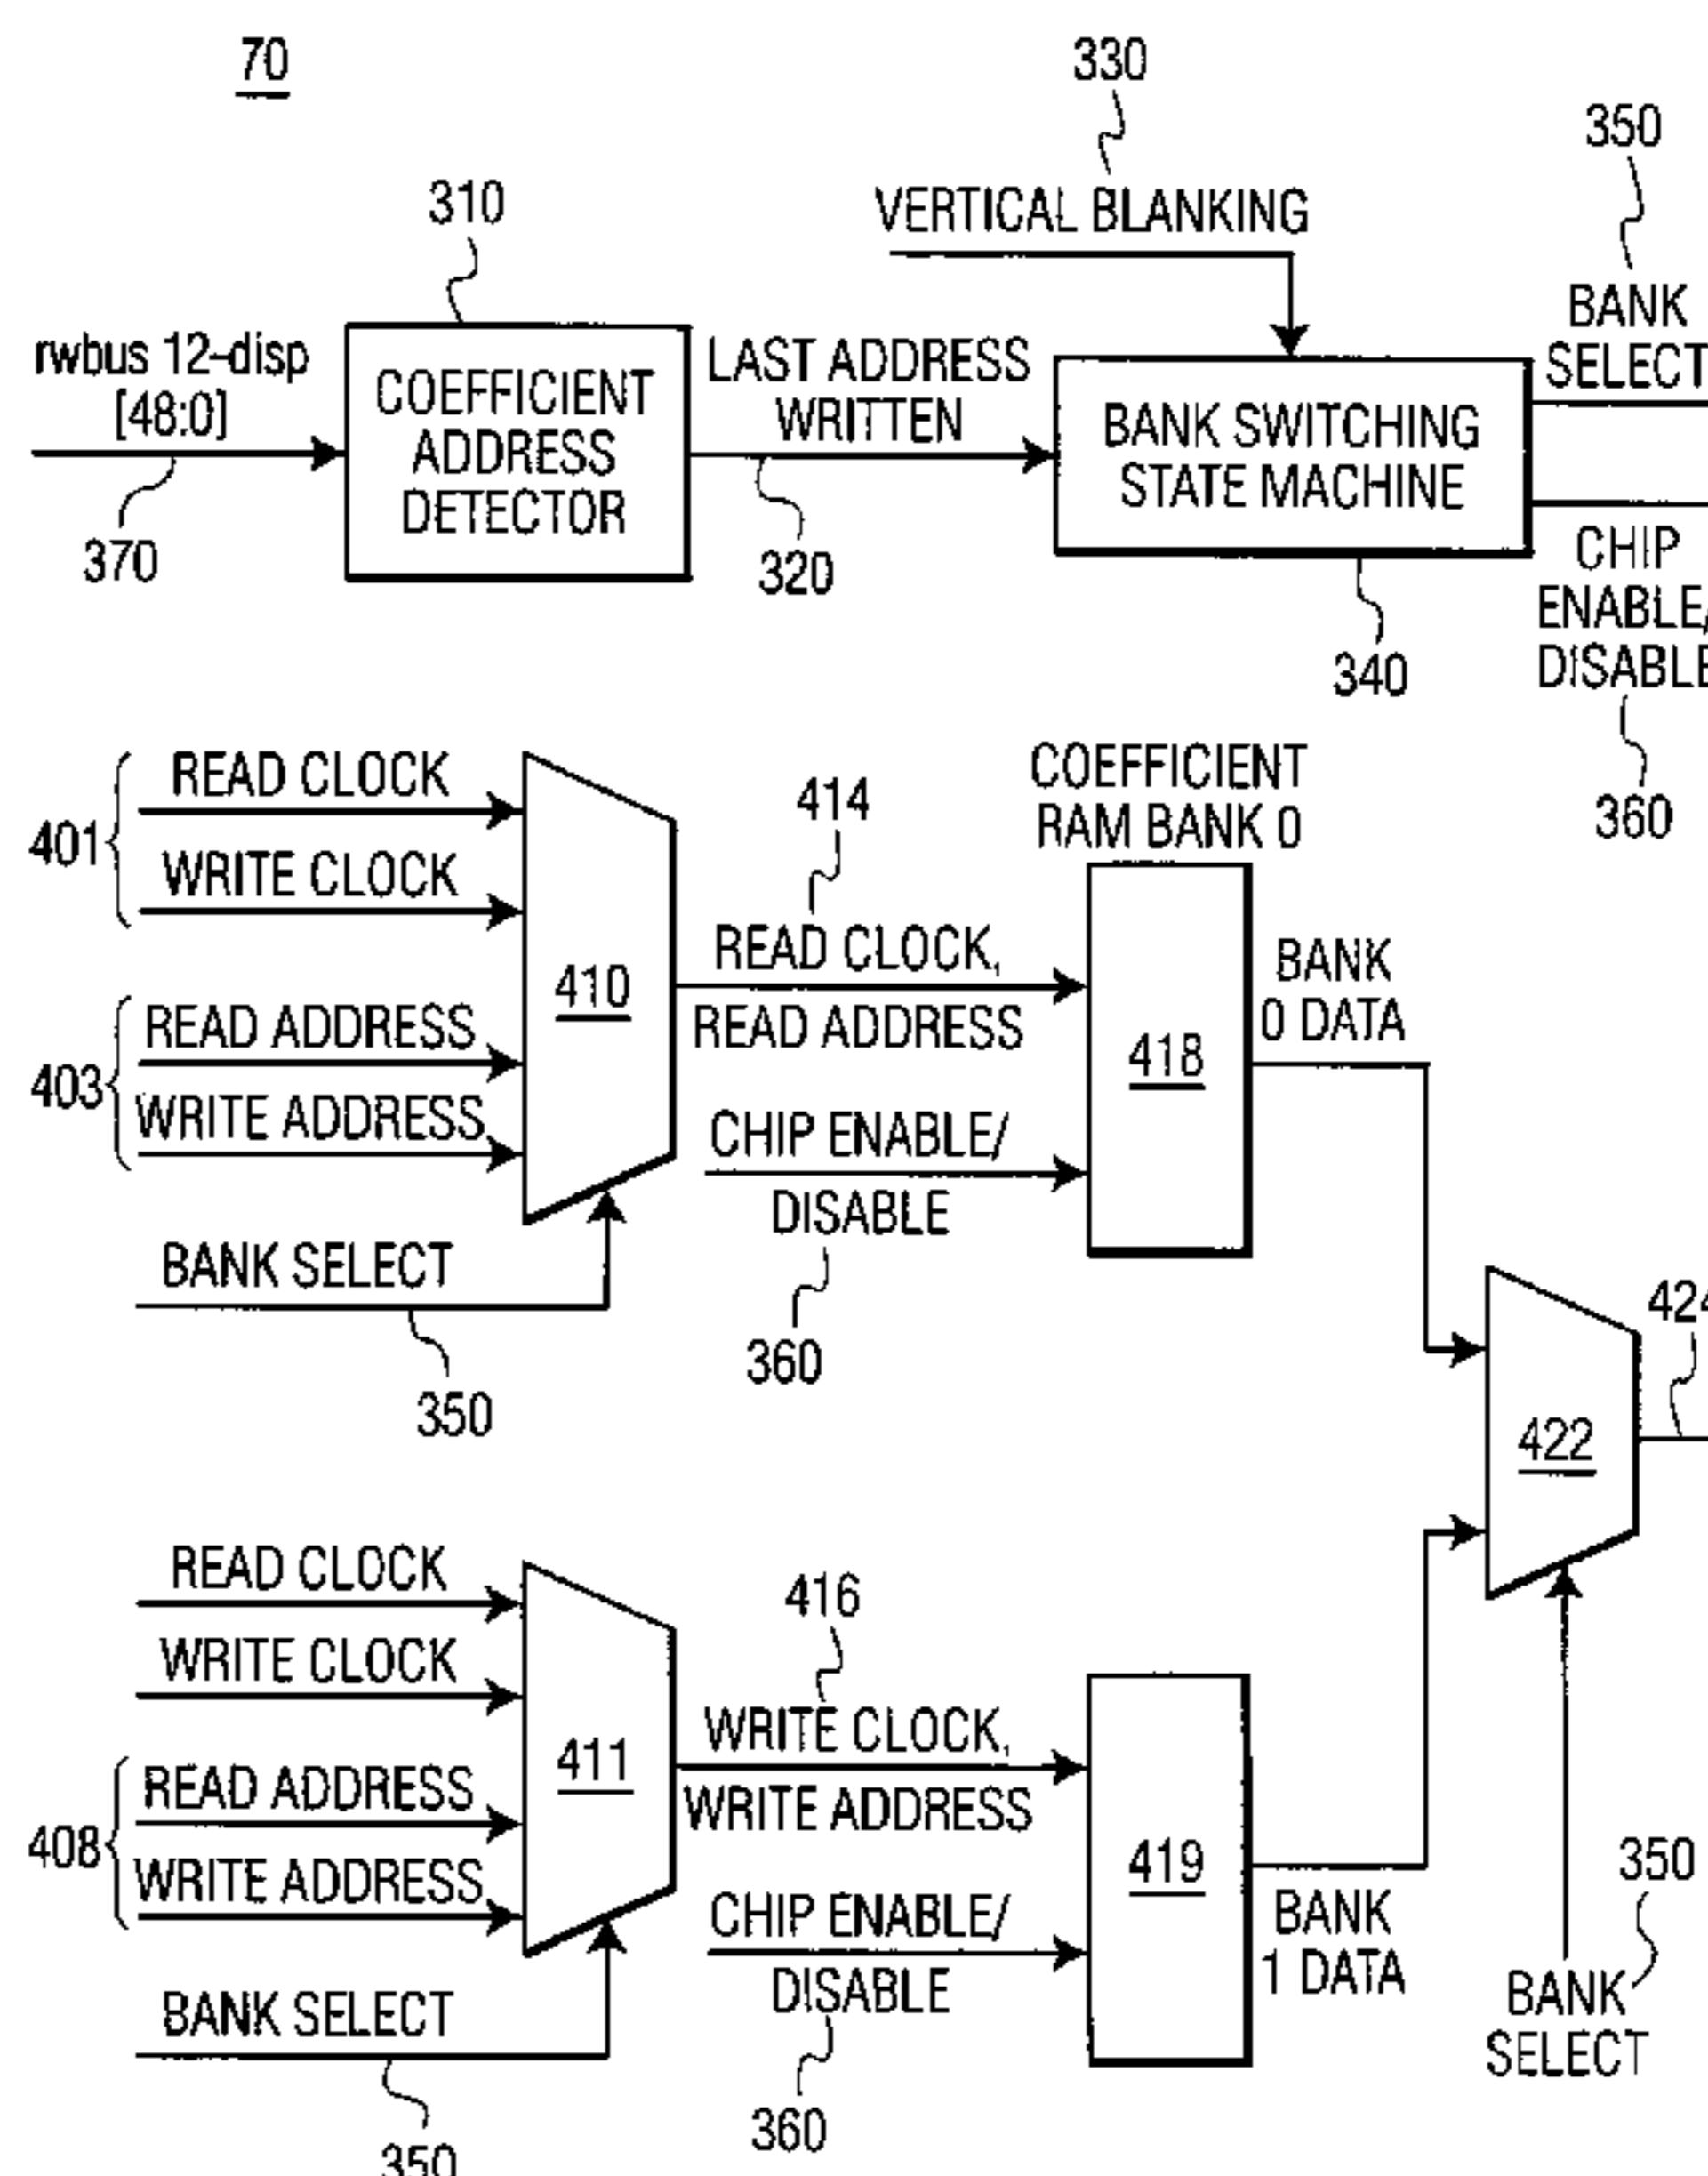 70
330
350
310
VERTICAL BLANKING
BANK
SELECT
rwbus 12-disp
[48:0]
COEFFICIENT
ADDRESS
DETECTOR
LAST ADDRESS
WRITTEN
BANK SWITCHING
STATE MACHINE
370
320
340
CHIP
ENABLE/
DISABLE
360
401
READ CLOCK
WRITE CLOCK
403
READ ADDRESS
WRITE ADDRESS
410
BANK SELECT
350
414
READ CLOCK,
READ ADDRESS
CHIP ENABLE/
DISABLE
360
COEFFICIENT
RAM BANK 0
418
BANK
0 DATA
422
424
READ CLOCK
WRITE CLOCK
408
READ ADDRESS
WRITE ADDRESS
411
BANK SELECT
350
416
WRITE CLOCK,
WRITE ADDRESS
CHIP ENABLE/
DISABLE
360
419
BANK
1 DATA
350
BANK
SELECT